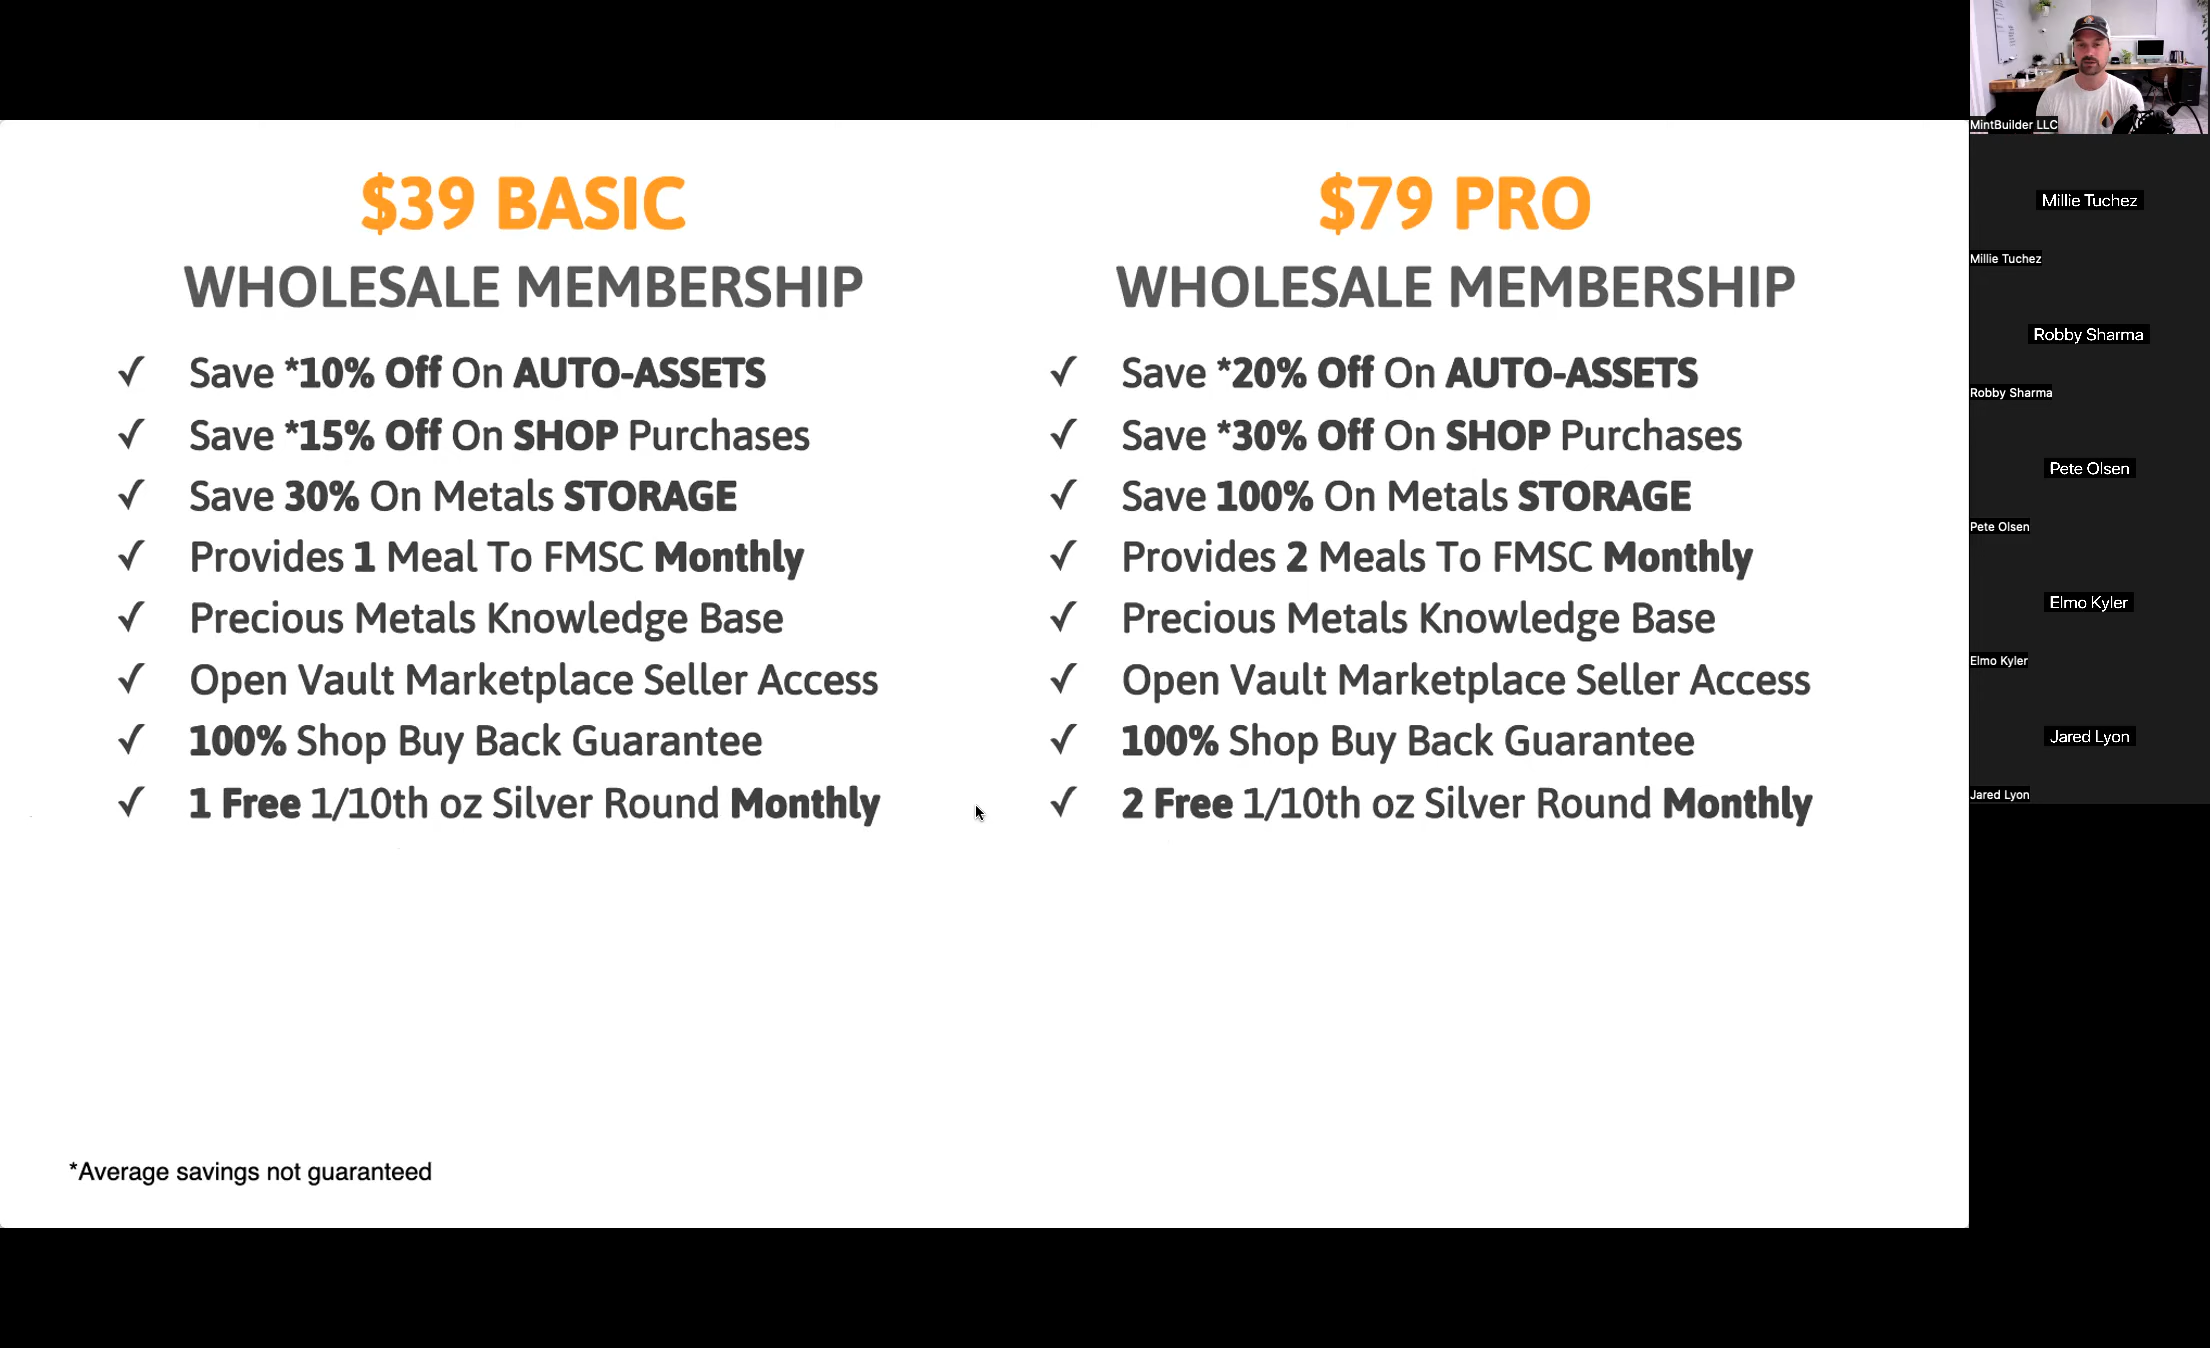 $39 BASIC
WHOLESALE MEMBERSHIP
✓ Save *10% Off On AUTO-ASSETS
✓ Save *15% Off On SHOP Purchases
✓ Save 30% On Metals STORAGE
✓ Provides 1 Meal To FMSC Monthly
✓ Precious Metals Knowledge Base
✓ Open Vault Marketplace Seller Access
✓ 100% Shop Buy Back Guarantee
✓ 1 Free 1/10th oz Silver Round Monthly
$79 PRO
WHOLESALE MEMBERSHIP
✓ Save *20% Off On AUTO-ASSETS
✓ Save *30% Off On SHOP Purchases
✓ Save 100% On Metals STORAGE
✓ Provides 2 Meals To FMSC Monthly
✓ Precious Metals Knowledge Base
✓ Open Vault Marketplace Seller Access
✓ 100% Shop Buy Back Guarantee
✓ 2 Free 1/10th oz Silver Round Monthly
*Average savings not guaranteed
MintBuilder LLC
Millie Tuchez
Millie Tuchez
Robby Sharma
Robby Sharma
Pete Olsen
Pete Olsen
Elmo Kyler
Elmo Kyler
Jared Lyon
Jared Lyon